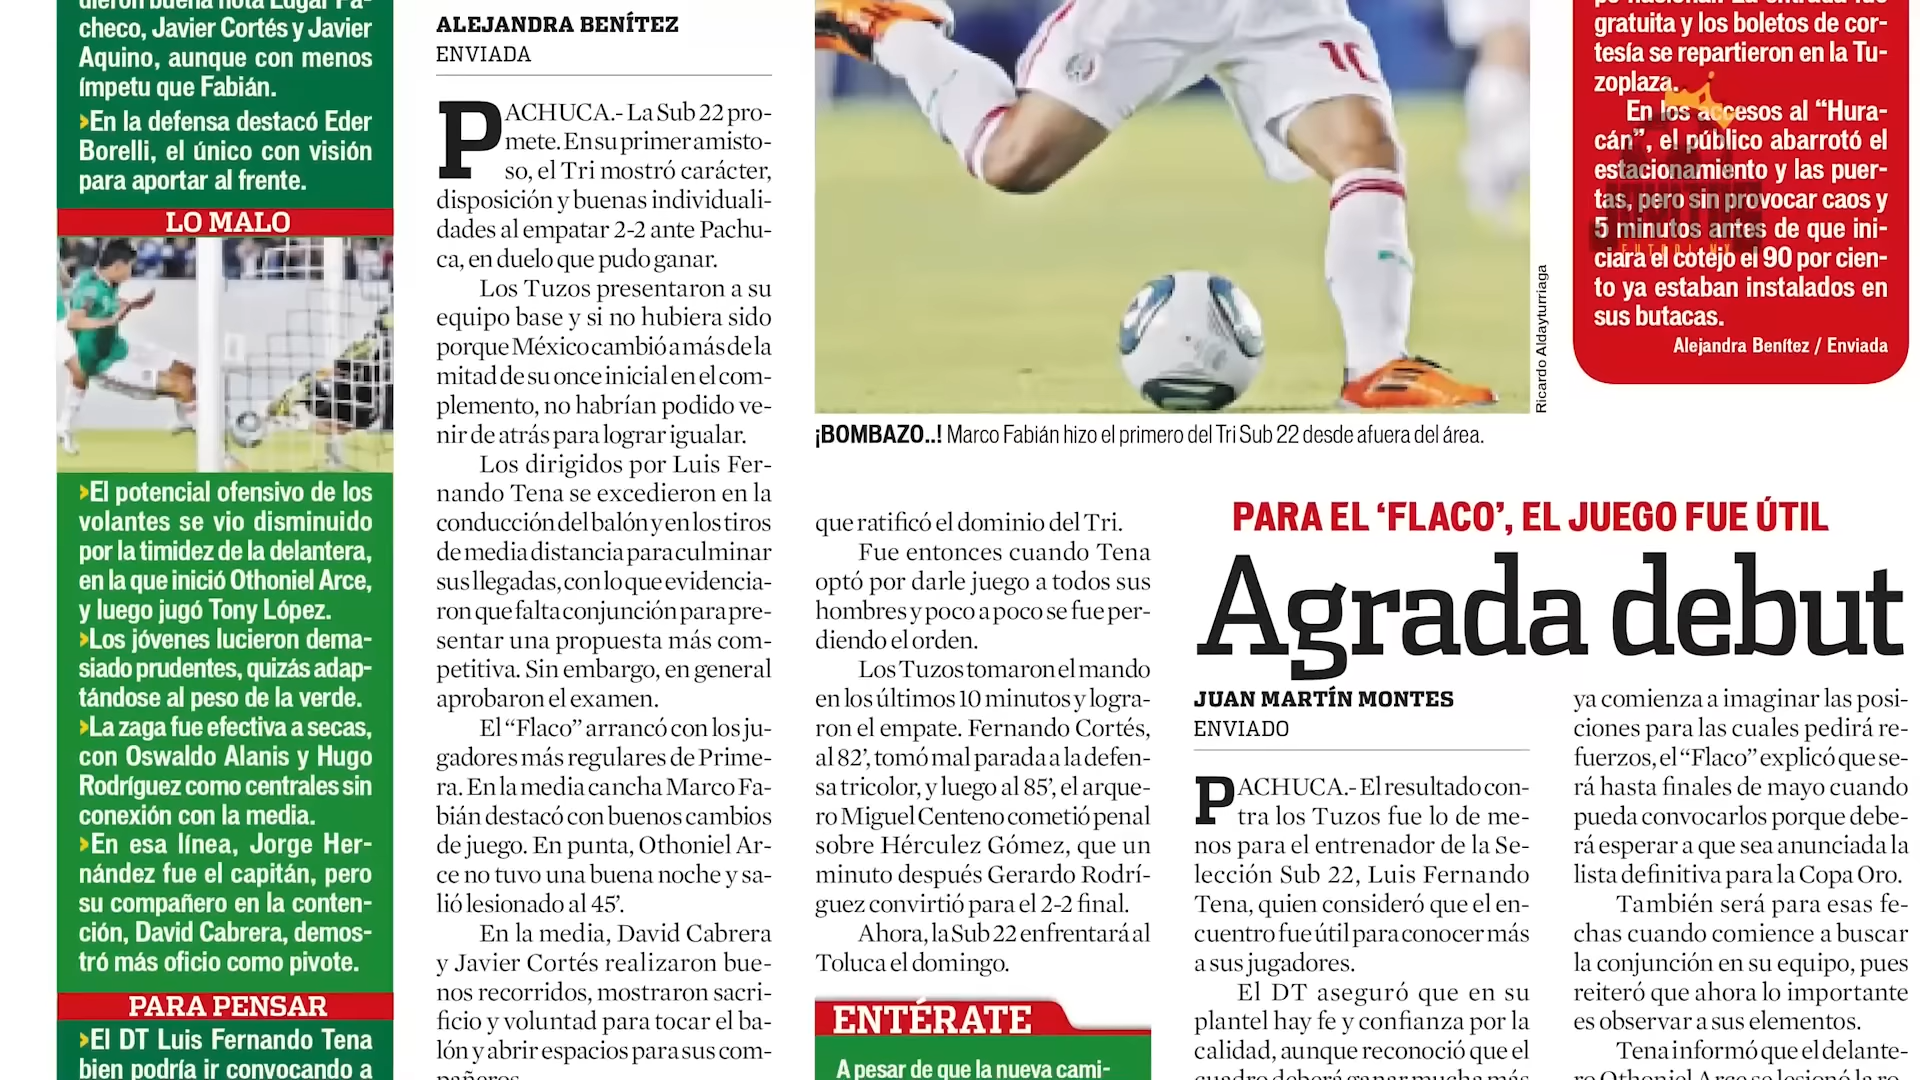 checo, Javier Cortés y Javier
Aquino, aunque con menos
ímpetu que Fabián.
›En la defensa destacó Eder
Borelli, el único con visión
para aportar al frente.
LO MALO
›El potencial ofensivo de los
volantes se vio disminuido
por la timidez de la delantera,
en la que inició Othoniel Arce,
y luego jugó Tony López.
›Los jóvenes lucieron dema-
siado prudentes, quizás adap-
tándose al peso de la verde.
›La zaga fue efectiva a secas,
con Oswaldo Alanis y Hugo
Rodríguez como centrales sin
conexión con la media.
›En esa línea, Jorge Her-
nández fue el capitán, pero
su compañero en la conten-
ción, David Cabrera, demos-
tró más oficio como pivote.
PARA PENSAR
›El DT Luis Fernando Tena
bien podría ir convocando a
ALEJANDRA BENÍTEZ
ENVIADA
PACHUCA.- La Sub 22 pro-
mete. En su primer amisto-
so, el Tri mostró carácter,
disposición y buenas individuali-
dades al empatar 2-2 ante Pachu-
ca, en duelo que pudo ganar.
Los Tuzos presentaron a su
equipo base y si no hubiera sido
porque México cambió a más de la
mitad de su once inicial en el com-
plemento, no habrían podido ve-
nir de atrás para lograr igualar.
Los dirigidos por Luis Fer-
nando Tena se excedieron en la
conducción del balón y en los tiros
de media distancia para culminar
sus llegadas, con lo que evidencia-
ron que falta conjunción para pre-
sentar una propuesta más com-
petitiva. Sin embargo, en general
aprobaron el examen.
El “Flaco” arrancó con los ju-
gadores más regulares de Prime-
ra. En la media cancha Marco Fa-
bián destacó con buenos cambios
de juego. En punta, Othoniel Ar-
ce no tuvo una buena noche y sa-
lió lesionado al 45’.
En la media, David Cabrera
y Javier Cortés realizaron bue-
nos recorridos, mostraron sacri-
ficio y voluntad para tocar el ba-
lón y abrir espacios para sus com-
pañeros.
10
Ricardo Aldayturriaga
¡BOMBAZO..! Marco Fabián hizo el primero del Tri Sub 22 desde afuera del área.
que ratificó el dominio del Tri.
Fue entonces cuando Tena
optó por darle juego a todos sus
hombres y poco a poco se fue per-
diendo el orden.
Los Tuzos tomaron el mando
en los últimos 10 minutos y logra-
ron el empate. Fernando Cortés,
al 82’, tomó mal parada a la defen-
sa tricolor, y luego al 85’, el arque-
ro Miguel Centeno cometió penal
sobre Hérculez Gómez, que un
minuto después Gerardo Rodrí-
guez convirtió para el 2-2 final.
Ahora, la Sub 22 enfrentará al
Toluca el domingo.
ENTÉRATE
A pesar de que la nueva cami-
gratuita y los boletos de cor-
tesía se repartieron en la Tu-
zoplaza.
En los accesos al “Hura-
cán”, el público abarrotó el
estacionamiento y las puer-
tas, pero sin provocar caos y
5 minutos antes de que ini-
ciara el cotejo el 90 por cien-
to ya estaban instalados en
sus butacas.
Alejandra Benítez / Enviada
PARA EL ‘FLACO’, EL JUEGO FUE ÚTIL
Agrada debut
JUAN MARTÍN MONTES
ENVIADO
PACHUCA.- El resultado con-
tra los Tuzos fue lo de me-
nos para el entrenador de la Se-
lección Sub 22, Luis Fernando
Tena, quien consideró que el en-
cuentro fue útil para conocer más
a sus jugadores.
El DT aseguró que en su
plantel hay fe y confianza por la
calidad, aunque reconoció que el
cuadro deberá ganar mucha más
ya comienza a imaginar las posi-
ciones para las cuales pedirá re-
fuerzos, el “Flaco” explicó que se-
rá hasta finales de mayo cuando
pueda convocarlos porque debe-
rá esperar a que sea anunciada la
lista definitiva para la Copa Oro.
También será para esas fe-
chas cuando comience a buscar
la conjunción en su equipo, pues
reiteró que ahora lo importante
es observar a sus elementos.
Tena informó que el delante-
ro Othoniel Arce se lesionó la ro-